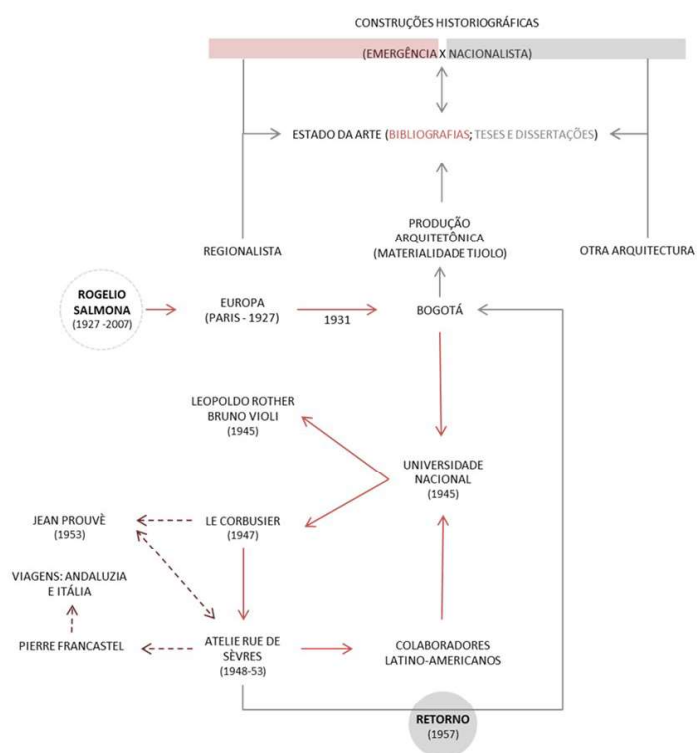 CONSTRUÇÕES HISTORIOGRÁFICAS
(EMERGÊNCIA X NACIONALISTA)
ESTADO DA ARTE (BIBLIOGRAFIAS; TESES E DISSERTAÇÕES)
REGIONALISTA
PRODUÇÃO
ARQUITETÔNICA
(MATERIALIDADE TIJOLO)
OTRA ARQUITECTURA
ROGELIO
SALMONA
(1927 -2007)
EUROPA
(PARIS - 1927)
1931
BOGOTÁ
LEOPOLDO ROTHER
BRUNO VIOLI
(1945)
UNIVERSIDADE
NACIONAL
(1945)
JEAN PROUVÈ
(1953)
LE CORBUSIER
(1947)
VIAGENS: ANDALUZIA
E ITÁLIA
PIERRE FRANCASTEL
ATELIE RUE DE
SÈVRES
(1948-53)
COLABORADORES
LATINO-AMERICANOS
RETORNO
(1957)